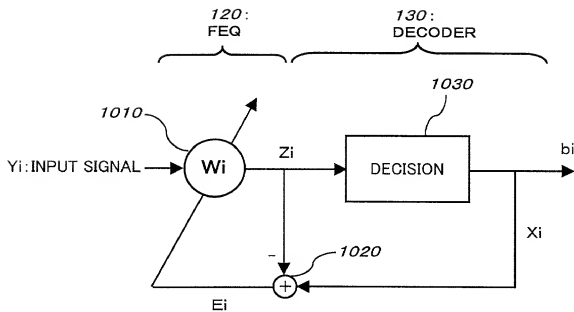 120:
FEQ
130:
DECODER
1010
1030
Yi:INPUT SIGNAL
Wi
Zi
DECISION
bi
Xi
-
1020
+
Ei